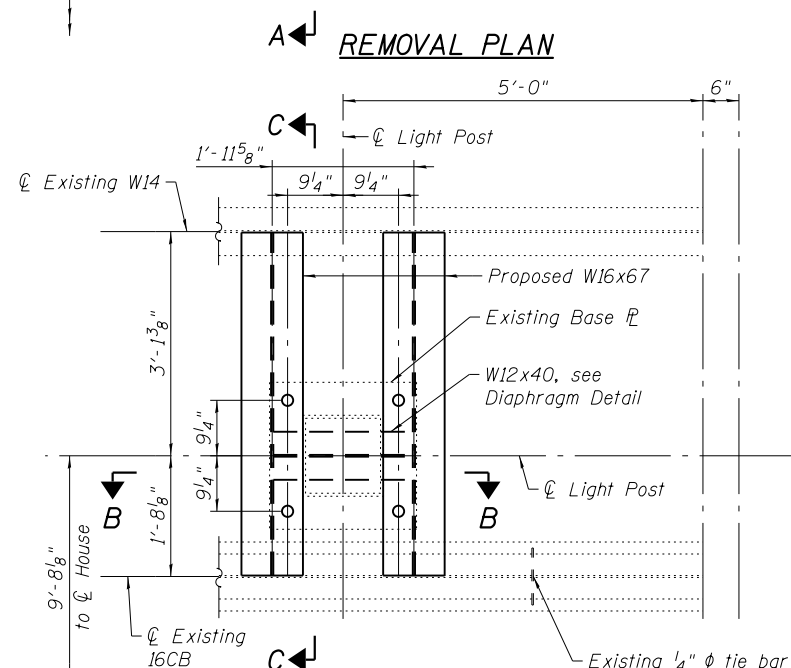 A
REMOVAL PLAN
5'-0"
6"
C
℄ Light Post
1'-11⅝"
9¼"
9¼"
℄ Existing W14
Proposed W16x67
Existing Base ℙL
3'-1⅜"
W12x40, see
Diaphragm Detail
9¼"
9¼"
B
B
℄ Light Post
1'-8⅛"
9'-8⅛"
to ℄ House
℄ Existing
16CB
C
Existing ¼" ϕ tie bar